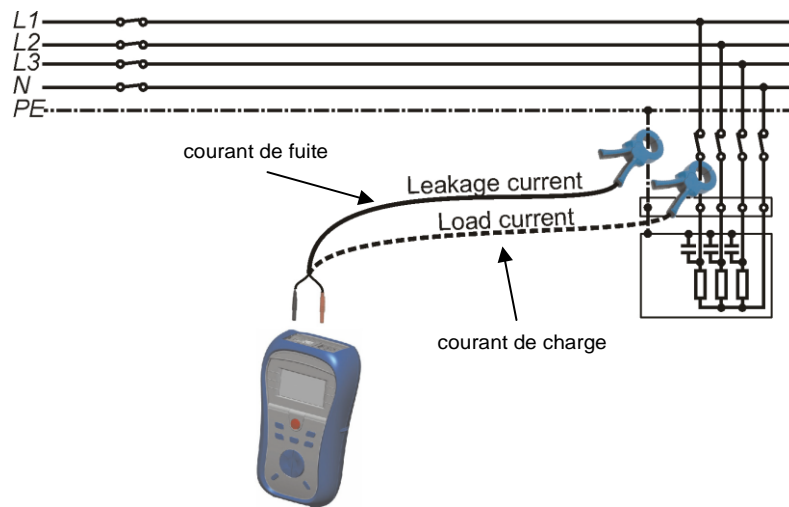 L1
L2
L3
N
PE
courant de fuite
Leakage current
Load current
courant de charge